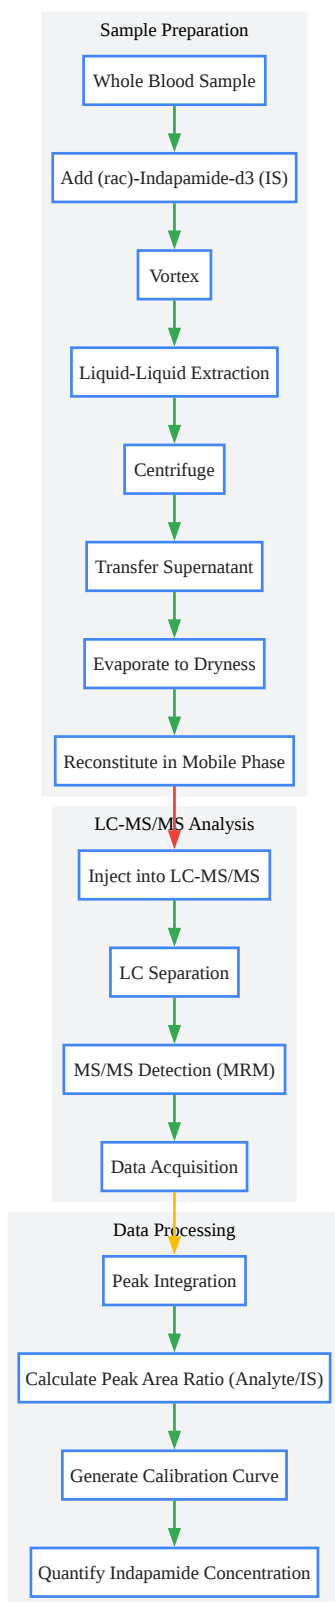 Sample Preparation
Whole Blood Sample
Add (rac)-Indapamide-d3 (IS)
Vortex
Liquid-Liquid Extraction
Centrifuge
Transfer Supernatant
Evaporate to Dryness
Reconstitute in Mobile Phase
LC-MS/MS Analysis
Inject into LC-MS/MS
LC Separation
MS/MS Detection (MRM)
Data Acquisition
Data Processing
Peak Integration
Calculate Peak Area Ratio (Analyte/IS)
Generate Calibration Curve
Quantify Indapamide Concentration